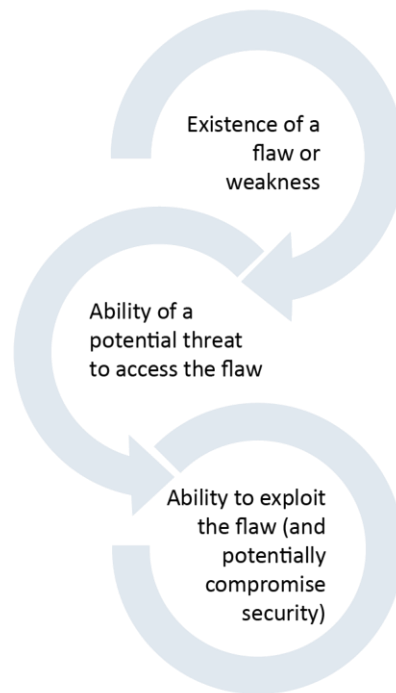 Existence of a
flaw or
weakness
Ability of a
potential threat
to access the flaw
Ability to exploit
the flaw (and
potentially
compromise
security)